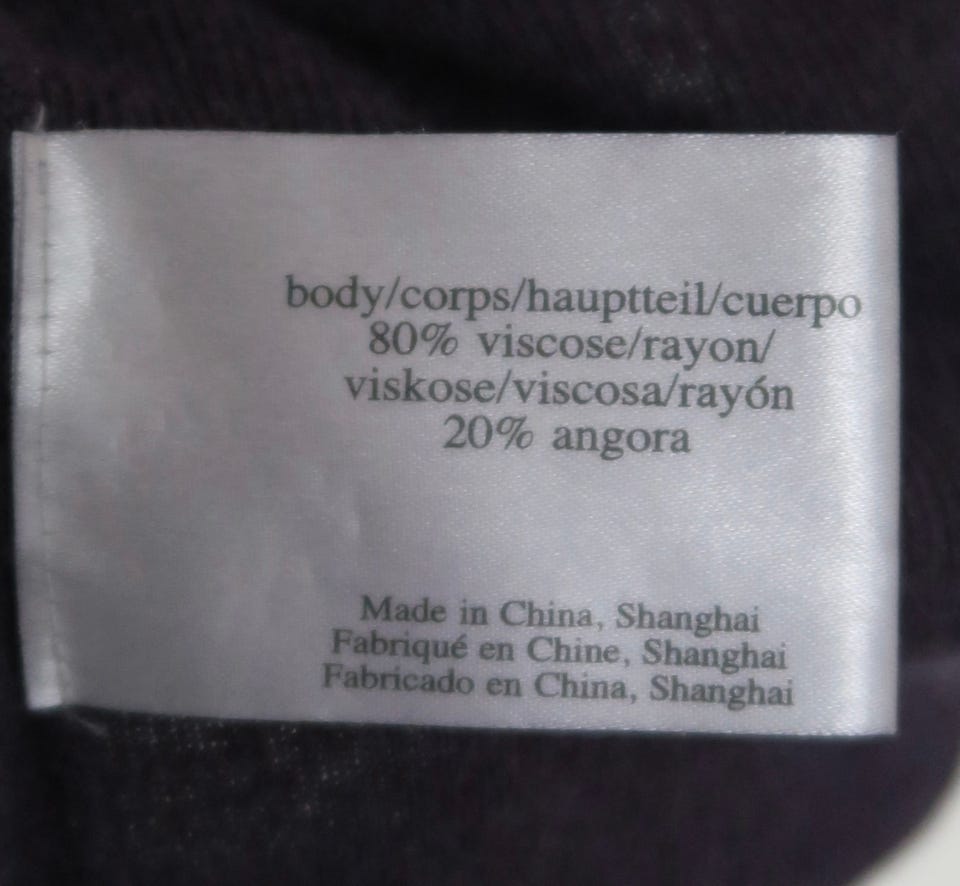 body/corps/hauptteil/cuerpo
80% viscose/rayon/
viskose/viscosa/rayón
20% angora
Made in China, Shanghai
Fabriqué en Chine, Shanghai
Fabricado en China, Shanghai